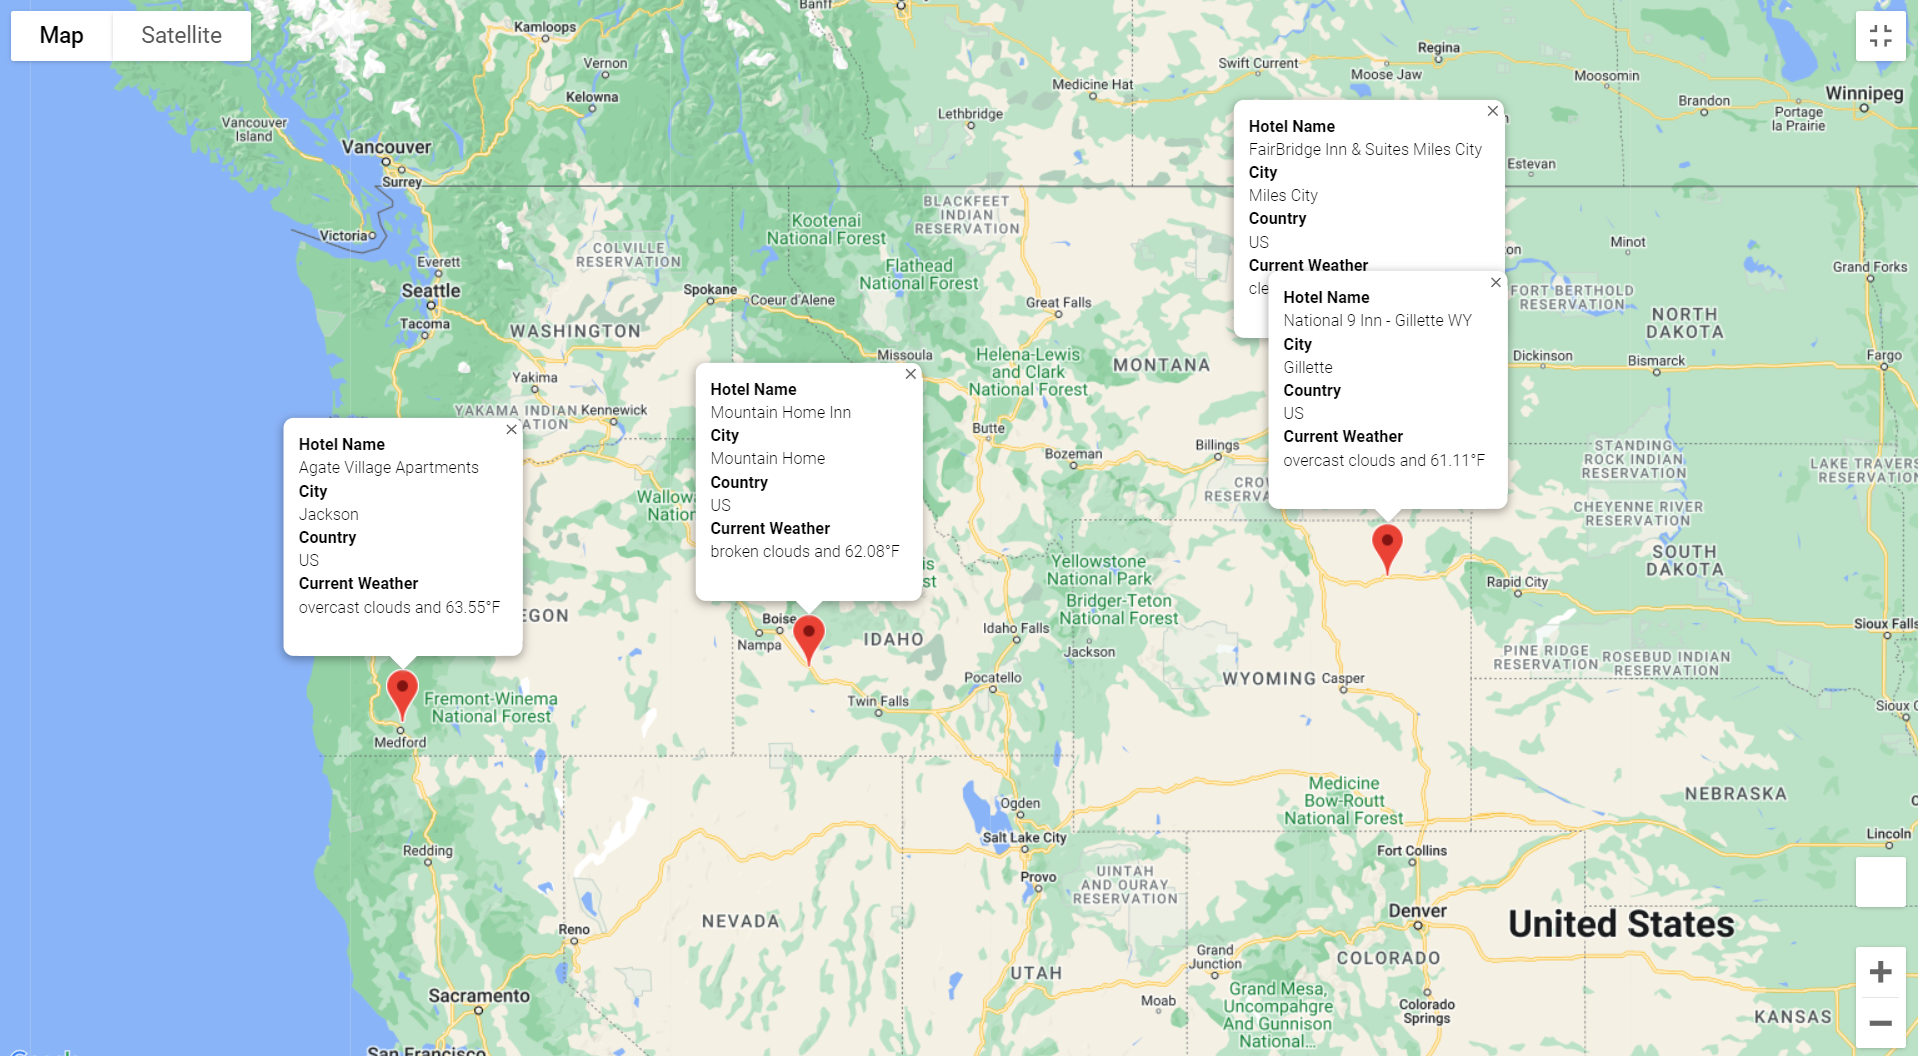 Map
Satellite
Hotel Name
FairBridge Inn & Suites Miles City
City
Miles City
Country
US
Current Weather
Hotel Name
National 9 Inn - Gillette WY
City
Gillette
Country
US
Current Weather
overcast clouds and 61.11°F
Hotel Name
Mountain Home Inn
City
Mountain Home
Country
US
Current Weather
broken clouds and 62.08°F
Hotel Name
Agate Village Apartments
City
Jackson
Country
US
Current Weather
overcast clouds and 63.55°F
Banff
Kamloops
Vernon
Kelowna
Vancouver
Island
Vancouver
Surrey
Victoria
Everett
Seattle
Tacoma
WASHINGTON
Yakima
YAKAMA INDIAN
Kennewick
COLVILLE
RESERVATION
Spokane
Coeur d'Alene
Kootenai
National Forest
Flathead
National Forest
BLACKFEET
INDIAN
RESERVATION
Lethbridge
Medicine Hat
Swift Current
Moose Jaw
Regina
Moosomin
Brandon
Portage
la Prairie
Winnipeg
Estevan
Minot
Grand Forks
FORT BERTHOLD
RESERVATION
NORTH
DAKOTA
Dickinson
Bismarck
Fargo
Great Falls
Missoula
Helena-Lewis
and Clark
National Forest
MONTANA
Butte
Bozeman
Billings
STANDING
ROCK INDIAN
RESERVATION
LAKE TRAVERS
RESERVATION
CHEYENNE RIVER
RESERVATION
SOUTH
DAKOTA
Rapid City
Sioux Falls
PINE RIDGE
RESERVATION
ROSEBUD INDIAN
RESERVATION
Yellowstone
National Park
Bridger-Teton
National Forest
Idaho Falls
Jackson
Boise
Nampa
IDAHO
Pocatello
Twin Falls
WYOMING
Casper
Fremont-Winema
National Forest
Medford
Medicine
Bow-Routt
National Forest
NEBRASKA
Lincoln
Ogden
Salt Lake City
Provo
UINTAH
AND OURAY
RESERVATION
Fort Collins
Denver
United States
Redding
Reno
NEVADA
Sacramento
San Francisco
UTAH
Grand
Junction
Moab
COLORADO
Grand Mesa,
Uncompahgre
And Gunnison
National...
Colorado
Springs
KANSAS